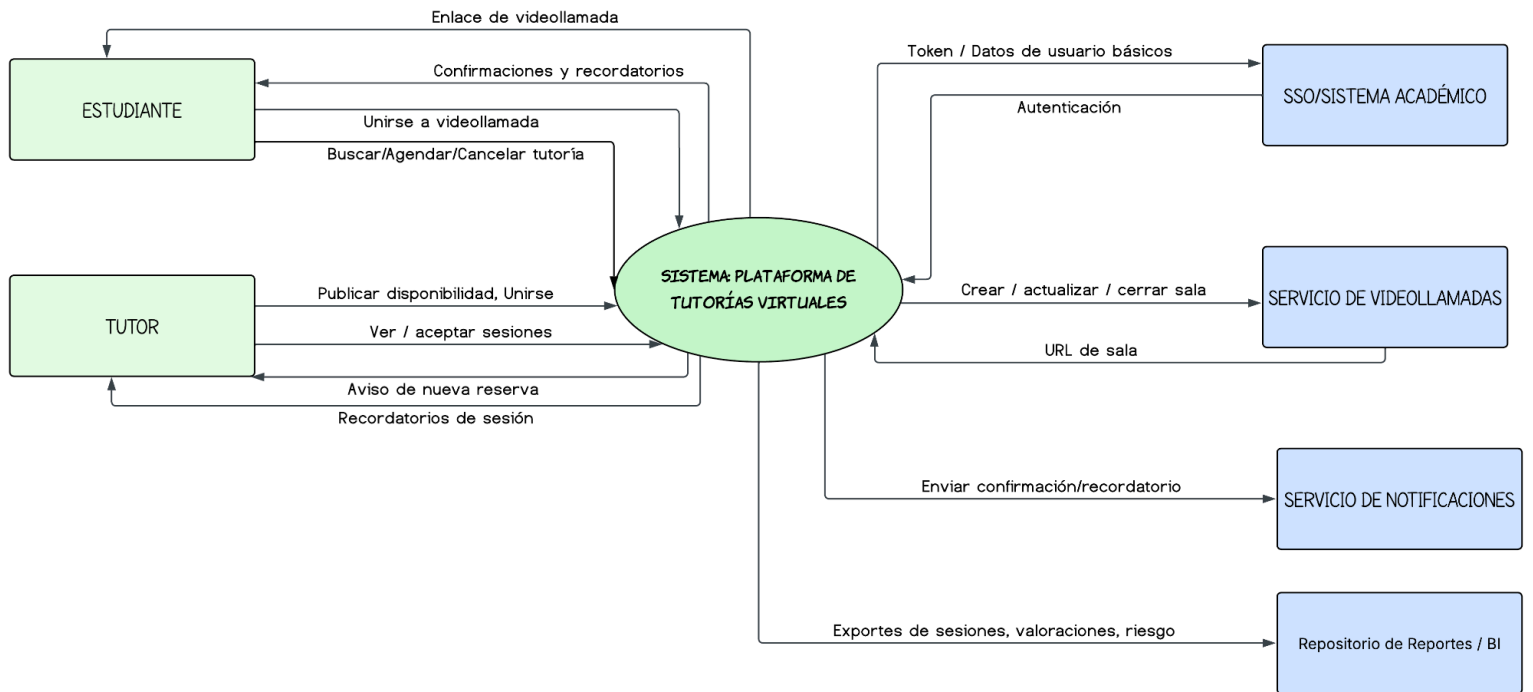 Enlace de videollamada
Token / Datos de usuario básicos
Confirmaciones y recordatorios
ESTUDIANTE
SSO/SISTEMA ACADÉMICO
Autenticación
Unirse a videollamada
Buscar/Agendar/Cancelar tutoría
SISTEMA: PLATAFORMA DE
TUTORÍAS VIRTUALES
Publicar disponibilidad, Unirse
Crear / actualizar / cerrar sala
SERVICIO DE VIDEOLLAMADAS
TUTOR
Ver / aceptar sesiones
URL de sala
Aviso de nueva reserva
Recordatorios de sesión
Enviar confirmación/recordatorio
SERVICIO DE NOTIFICACIONES
Exportes de sesiones, valoraciones, riesgo
Repositorio de Reportes / BI